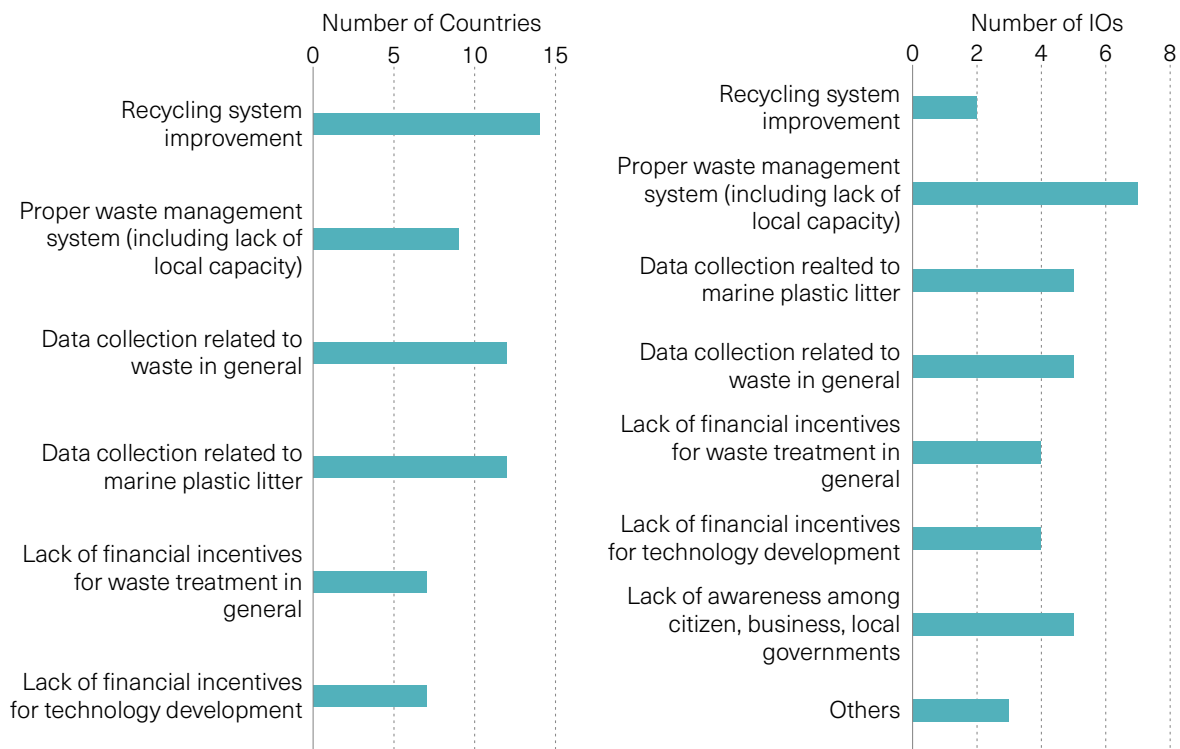 Number of Countries
0 5 10 15
Recycling system
improvement
Proper waste management
system (including lack of
local capacity)
Data collection related to
waste in general
Data collection related to
marine plastic litter
Lack of financial incentives
for waste treatment in
general
Lack of financial incentives
for technology development
Number of IOs
0 2 4 6 8
Recycling system
improvement
Proper waste management
system (including lack of
local capacity)
Data collection realted to
marine plastic litter
Data collection related to
waste in general
Lack of financial incentives
for waste treatment in
general
Lack of financial incentives
for technology development
Lack of awareness among
citizen, business, local
governments
Others